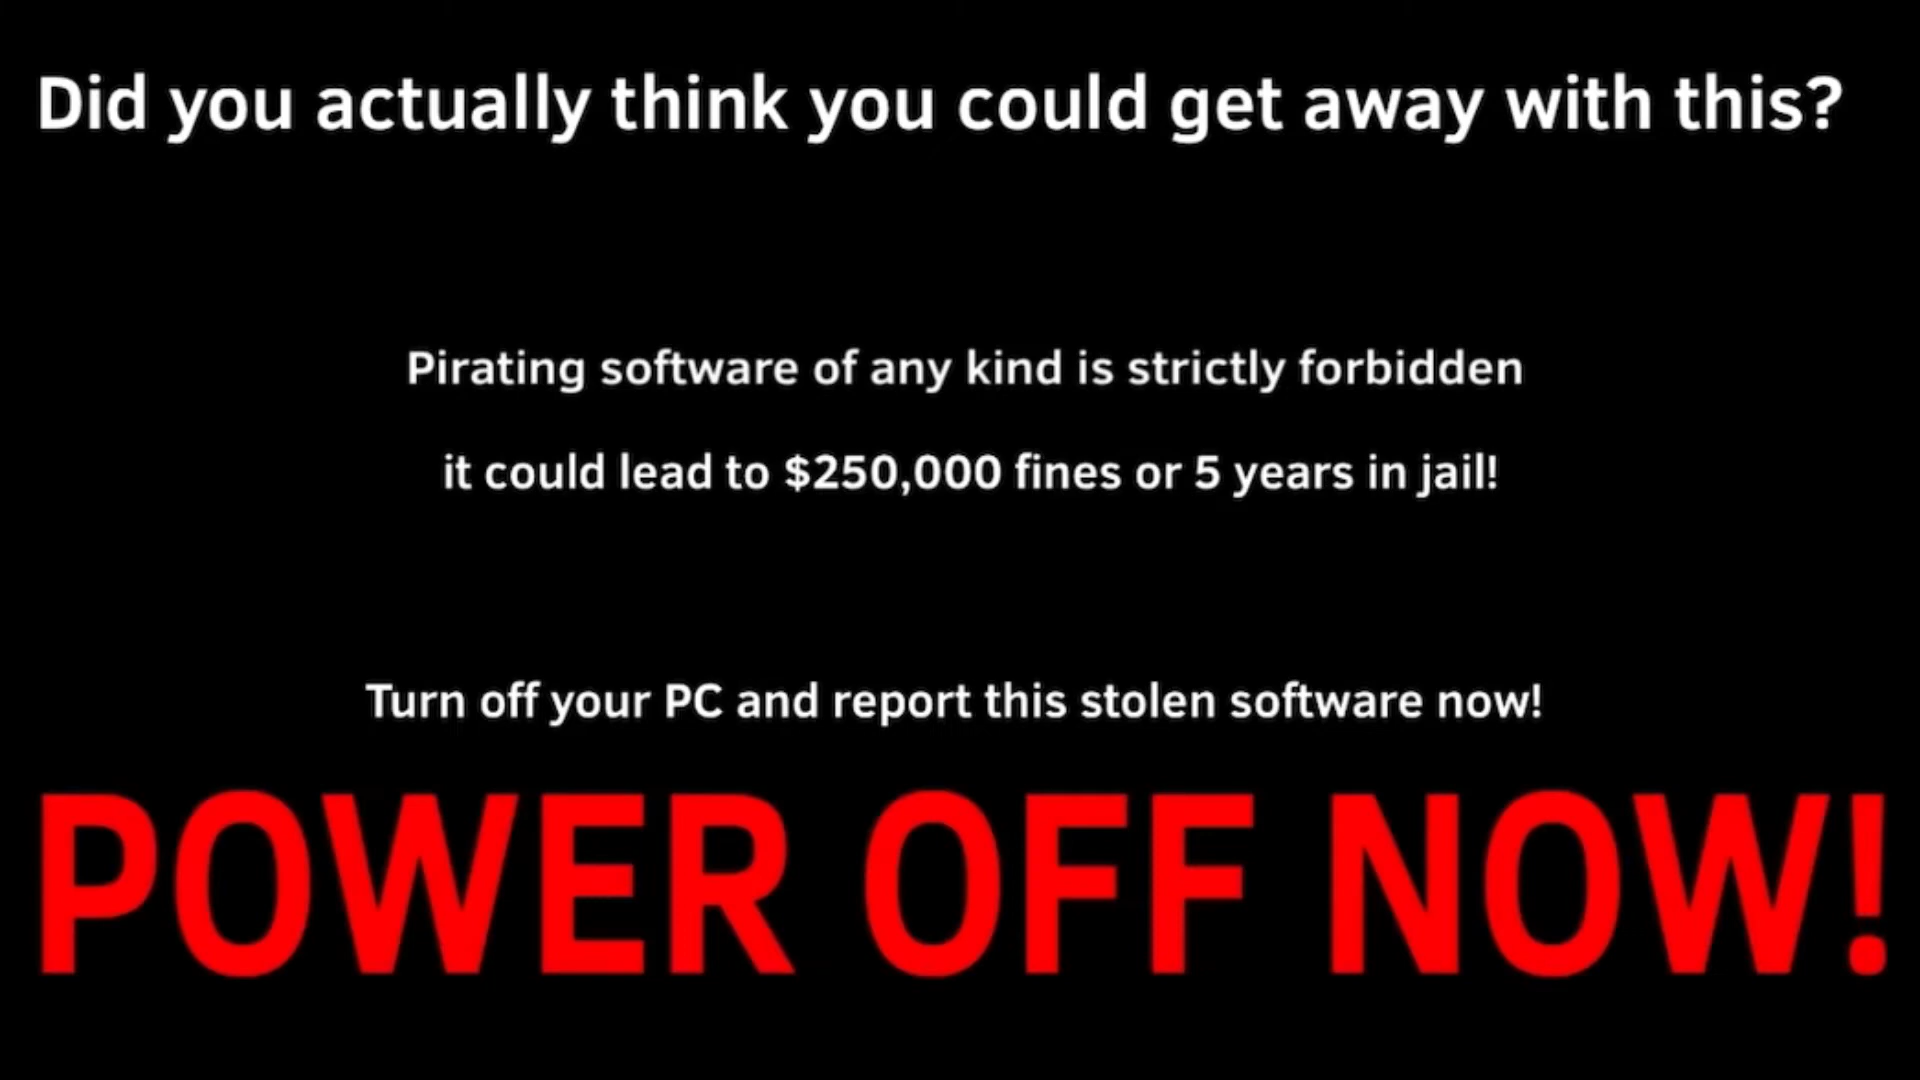 Did you actually think you could get away with this?
Pirating software of any kind is strictly forbidden
it could lead to $250,000 fines or 5 years in jail!
Turn off your PC and report this stolen software now!
POWER OFF NOW!